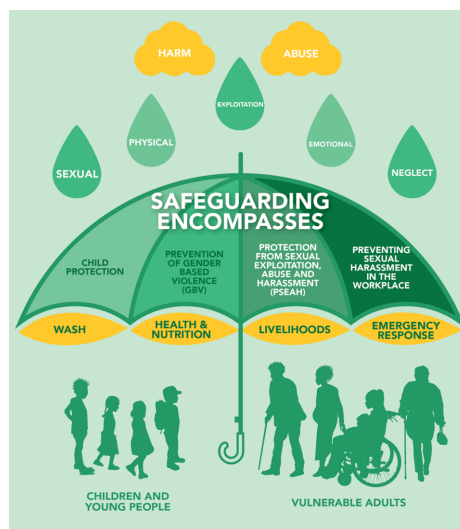 HARM
ABUSE
EXPLOITATION
PHYSICAL
EMOTIONAL
SEXUAL
NEGLECT
SAFEGUARDING
ENCOMPASSES
CHILD
PROTECTION
PREVENTION
OF GENDER
BASED
VIOLENCE
(GBV)
PROTECTION
FROM SEXUAL
EXPLOITATION,
ABUSE AND
HARASSMENT
(PSEAH)
PREVENTING
SEXUAL
HARASSMENT
IN THE
WORKPLACE
WASH
HEALTH &
NUTRITION
LIVELIHOODS
EMERGENCY
RESPONSE
CHILDREN AND
YOUNG PEOPLE
VULNERABLE ADULTS